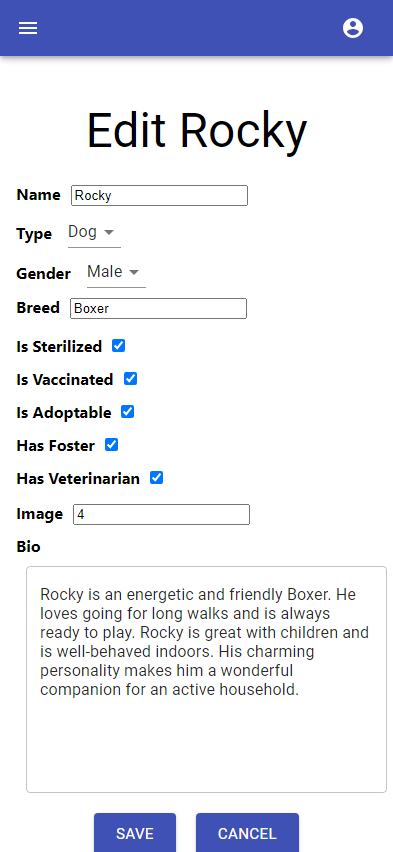 Edit Rocky
Name Rocky
Type Dog
Gender Male
Breed Boxer
Is Sterilized
Is Vaccinated
Is Adoptable
Has Foster
Has Veterinarian
Image 4
Bio
Rocky is an energetic and friendly Boxer. He
loves going for long walks and is always
ready to play. Rocky is great with children and
is well-behaved indoors. His charming
personality makes him a wonderful
companion for an active household.
SAVE CANCEL